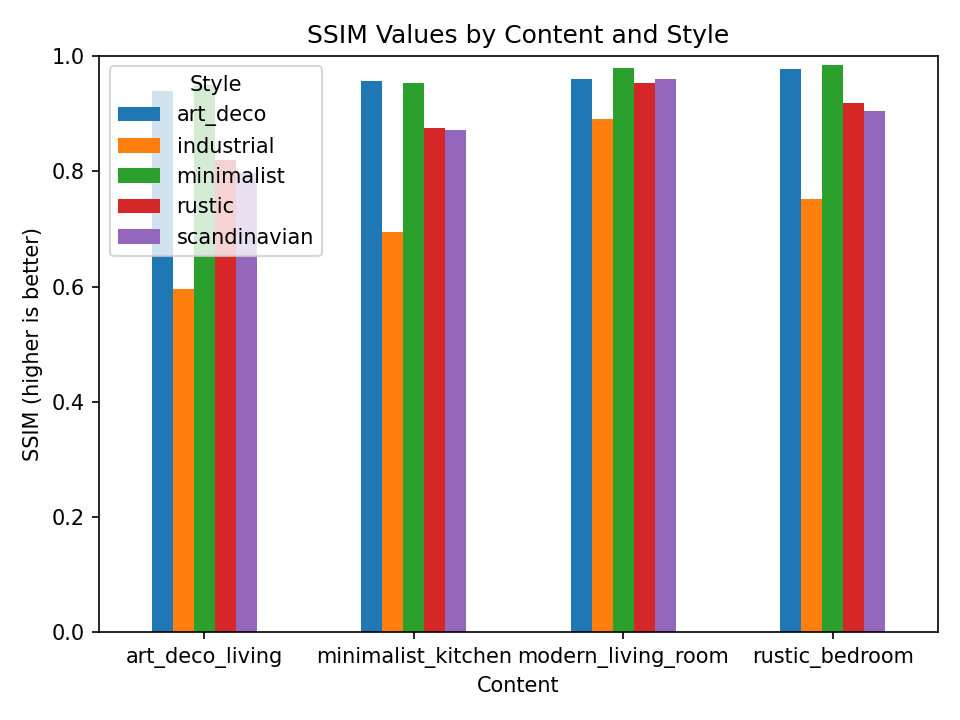 SSIM Values by Content and Style
SSIM (higher is better)
1.0
0.8
0.6
0.4
0.2
0.0
Style
art_deco
industrial
minimalist
rustic
scandinavian
art_deco_living
minimalist_kitchen
modern_living_room
rustic_bedroom
Content